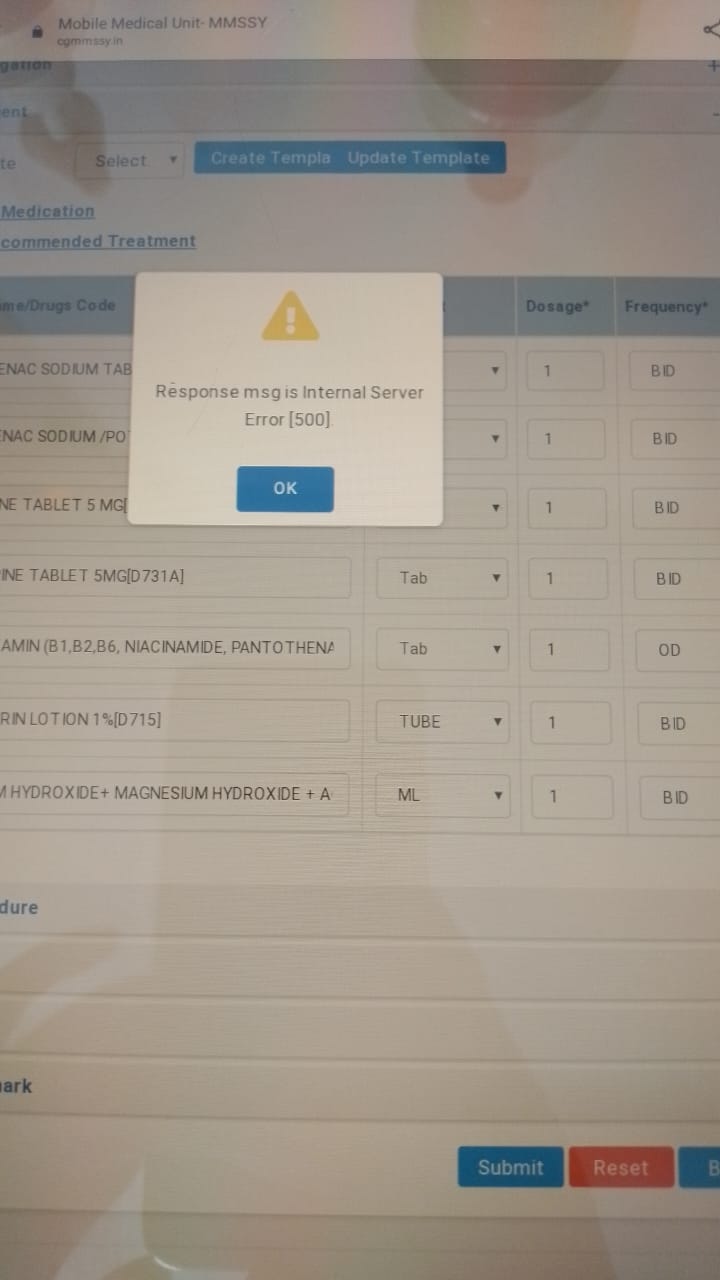 Mobile Medical Unit- MMSSY
cgmmssy.in
gation
ent
te Select Create Templa Update Template
Medication
commended Treatment
me/Drugs Code Dosage* Frequency*
ENAC SODIUM TAB 1 BID
ENAC SODIUM /PO 1 BID
NE TABLET 5 MG[ 1 BID
Response msg is Internal Server
Error [500]
OK
INE TABLET 5MG[D731A] Tab 1 BID
AMIN (B1,B2,B6, NIACINAMIDE, PANTOTHENA Tab 1 OD
RIN LOTION 1%[D715] TUBE 1 BID
M HYDROXIDE+ MAGNESIUM HYDROXIDE + A ML 1 BID
dure
ark
Submit Reset B